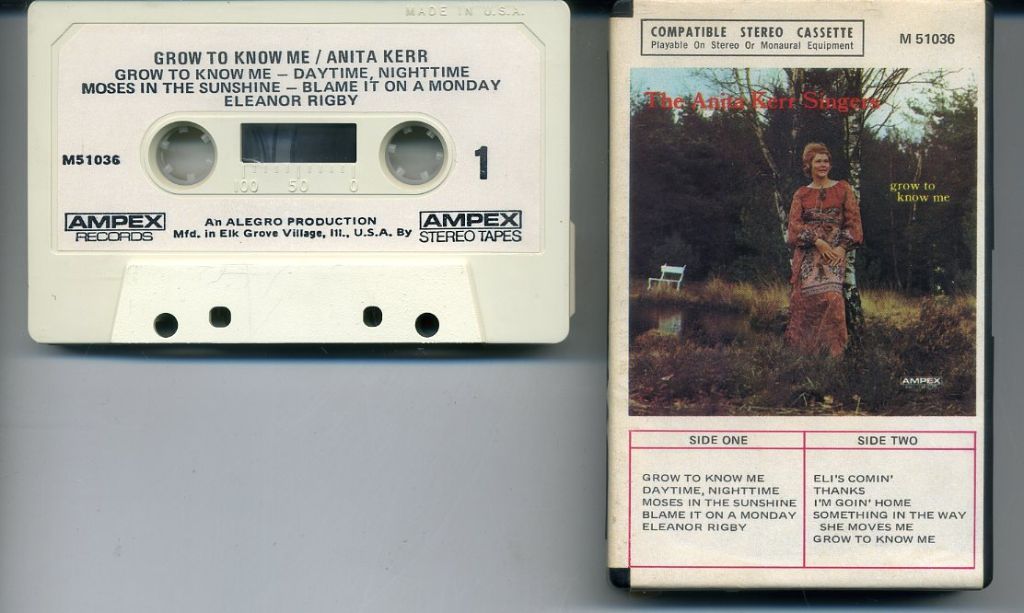 MADE IN U.S.A.
GROW TO KNOW ME / ANITA KERR
GROW TO KNOW ME – DAYTIME, NIGHTTIME
MOSES IN THE SUNSHINE – BLAME IT ON A MONDAY
ELEANOR RIGBY
M51036
100 50 0
1
AMPEX
RECORDS
An ALEGRO PRODUCTION
Mfd. in Elk Grove Village, Ill., U.S.A. By
AMPEX
STEREO TAPES
COMPATIBLE STEREO CASSETTE
Playable On Stereo Or Monaural Equipment
M 51036
The Anita Kerr Singers
grow to
know me
AMPEX
SIDE ONE
GROW TO KNOW ME
DAYTIME, NIGHTTIME
MOSES IN THE SUNSHINE
BLAME IT ON A MONDAY
ELEANOR RIGBY
SIDE TWO
ELI'S COMIN'
THANKS
I'M GOIN' HOME
SOMETHING IN THE WAY
SHE MOVES ME
GROW TO KNOW ME